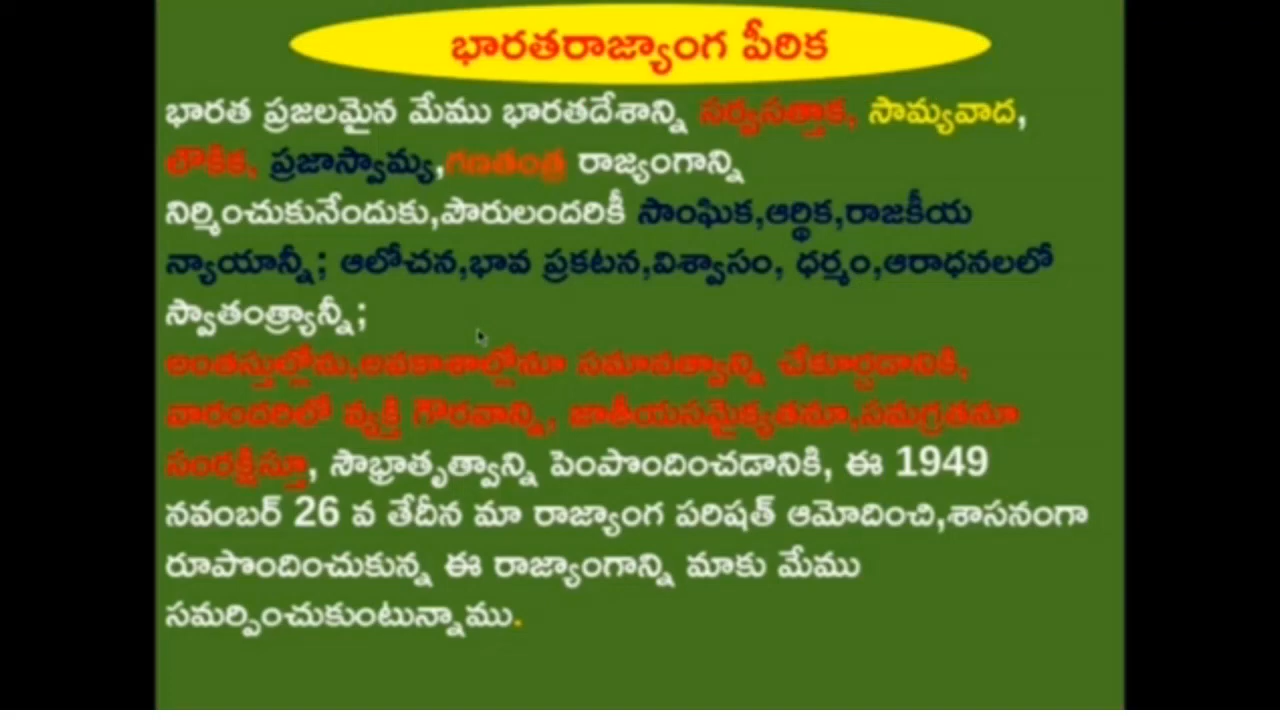 భారతరాజ్యాంగ పీఠిక
భారత ప్రజలమైన మేము భారతదేశాన్ని సర్వసత్తాక, సామ్యవాద,
లౌకిక, ప్రజాస్వామ్య,గణతంత్ర రాజ్యంగాన్ని
నిర్మించుకునేందుకు,పౌరులందరికీ సాంఘిక,ఆర్థిక,రాజకీయ
న్యాయాన్నీ; ఆలోచన,భావ ప్రకటన,విశ్వాసం, ధర్మం,ఆరాధనలలో
స్వాతంత్ర్యాన్నీ;
అంతస్తుల్లోను,అవకాశాల్లోనూ సమానత్వాన్ని చేకూర్చడానికి,
వారందరిలో వ్యక్తి గౌరవాన్ని, జాతీయసమైక్యతనూ,సమగ్రతనూ
సంరక్షిస్తూ, సౌభ్రాతృత్వాన్ని పెంపొందించడానికి, ఈ 1949
నవంబర్ 26 వ తేదీన మా రాజ్యాంగ పరిషత్ ఆమోదించి,శాసనంగా
రూపొందించుకున్న ఈ రాజ్యాంగాన్ని మాకు మేము
సమర్పించుకుంటున్నాము.